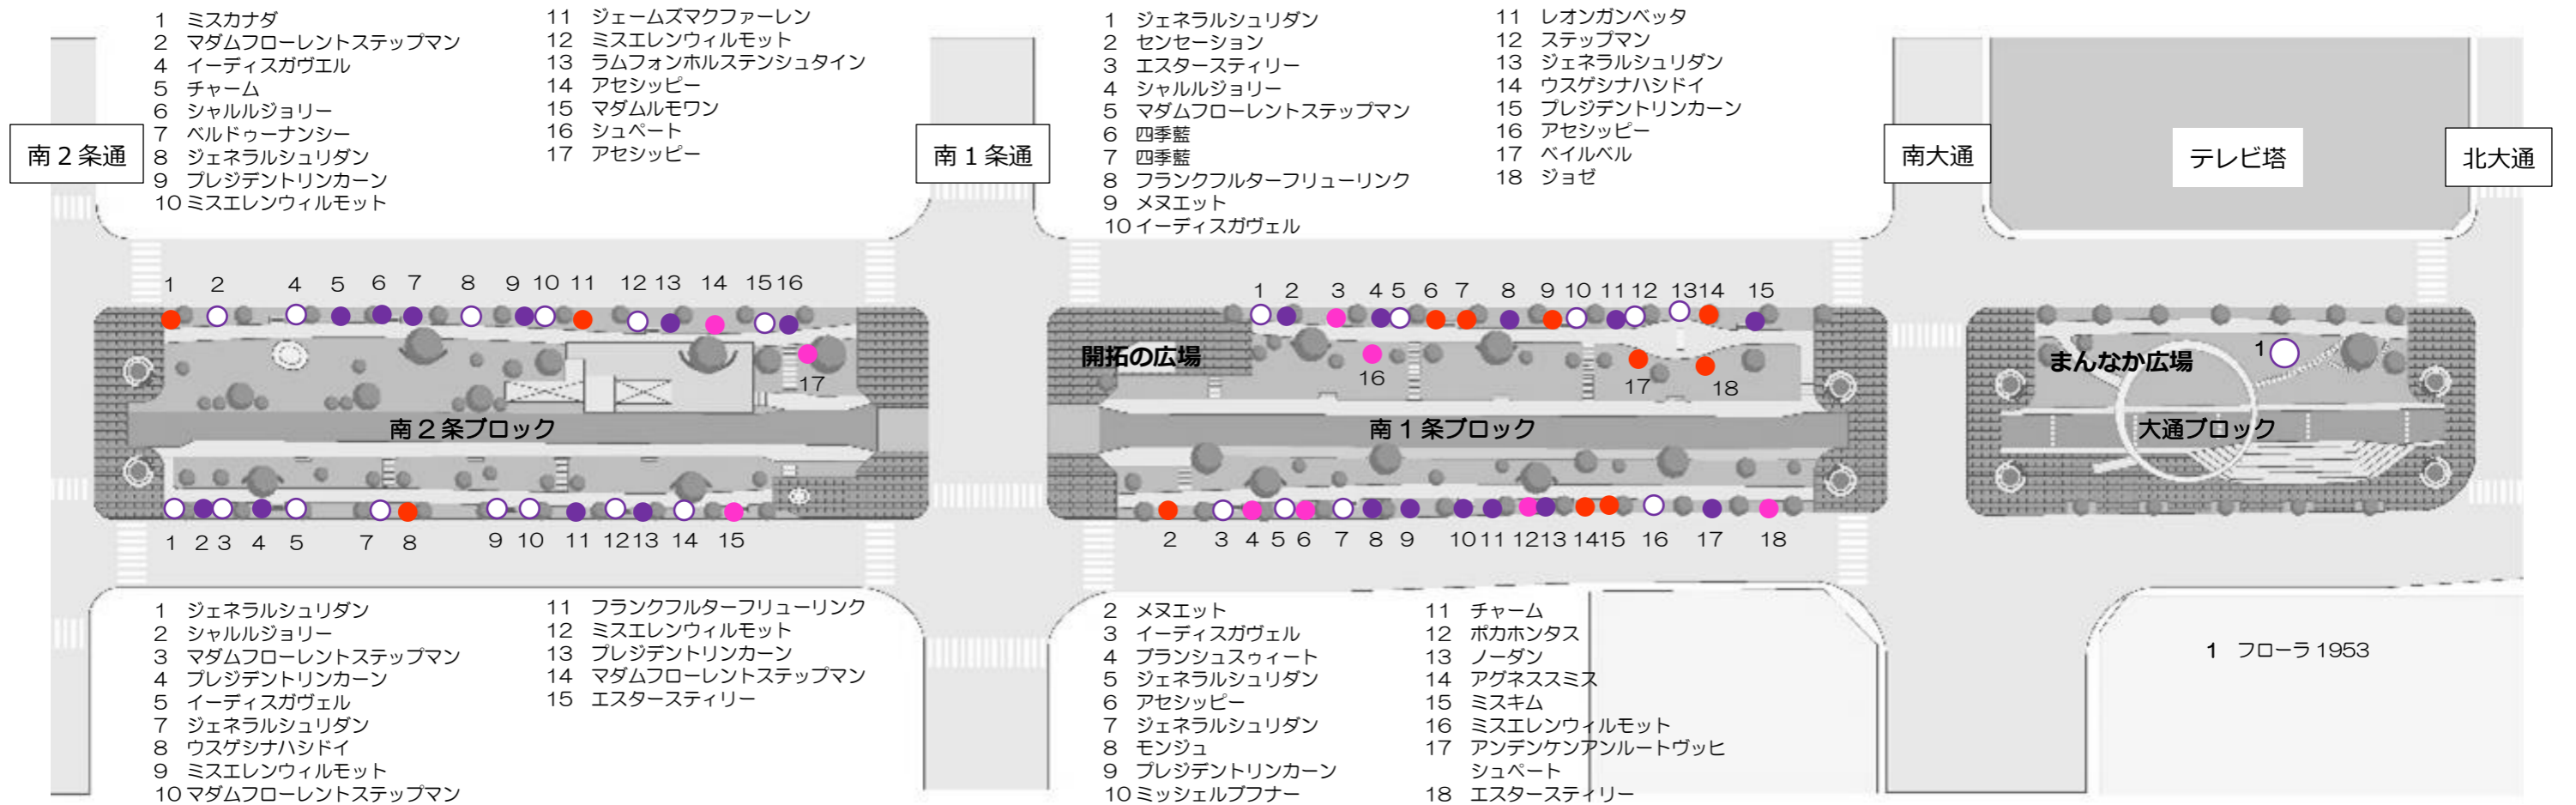 1 ミスカナダ
2 マダムフローレントステップマン
4 イーディスガヴエル
5 チャーム
6 シャルルジョリー
7 ベルドゥーナンシー
8 ジェネラルシュリダン
9 プレジデントリンカーン
10 ミスエレンウィルモット
11 ジェームズマクファーレン
12 ミスエレンウィルモット
13 ラムフォンホルステンシュタイン
14 アセシッピー
15 マダムルモワン
16 シュペート
17 アセシッピー
1 ジェネラルシュリダン
2 センセーション
3 エスタースティリー
4 シャルルジョリー
5 マダムフローレントステップマン
6 四季藍
7 四季藍
8 フランクフルターフリューリンク
9 メヌエット
10 イーディスガヴェル
11 レオンガンベッタ
12 ステップマン
13 ジェネラルシュリダン
14 ウスゲシナハシドイ
15 プレジデントリンカーン
16 アセシッピー
17 ベイルベル
18 ジョゼ
南2条通
南1条通
南大通
テレビ塔
北大通
1 2 4 5 6 7 8 9 10 11 12 13 14 15 16
17
1 2 3 4 5 6 7 8 9 10 11 12 13 14 15
16 17 18
開拓の広場
まんなか広場
1
南2条ブロック
南1条ブロック
大通ブロック
1 2 3 4 5 7 8 9 10 11 12 13 14 15
2 3 4 5 6 7 8 9 10 11 12 13 14 15 16 17 18
1 ジェネラルシュリダン
2 シャルルジョリー
3 マダムフローレントステップマン
4 プレジデントリンカーン
5 イーディスガヴェル
7 ジェネラルシュリダン
8 ウスゲシナハシドイ
9 ミスエレンウィルモット
10 マダムフローレントステップマン
11 フランクフルターフリューリンク
12 ミスエレンウィルモット
13 プレジデントリンカーン
14 マダムフローレントステップマン
15 エスタースティリー
2 メヌエット
3 イーディスガヴェル
4 ブランシュスゥィート
5 ジェネラルシュリダン
6 アセシッピー
7 ジェネラルシュリダン
8 モンジュ
9 プレジデントリンカーン
10 ミッシェルブフナー
11 チャーム
12 ポカホンタス
13 ノーダン
14 アグネススミス
15 ミスキム
16 ミスエレンウィルモット
17 アンデンケンアンルートヴッヒ
シュペート
18 エスタースティリー
1 フローラ1953